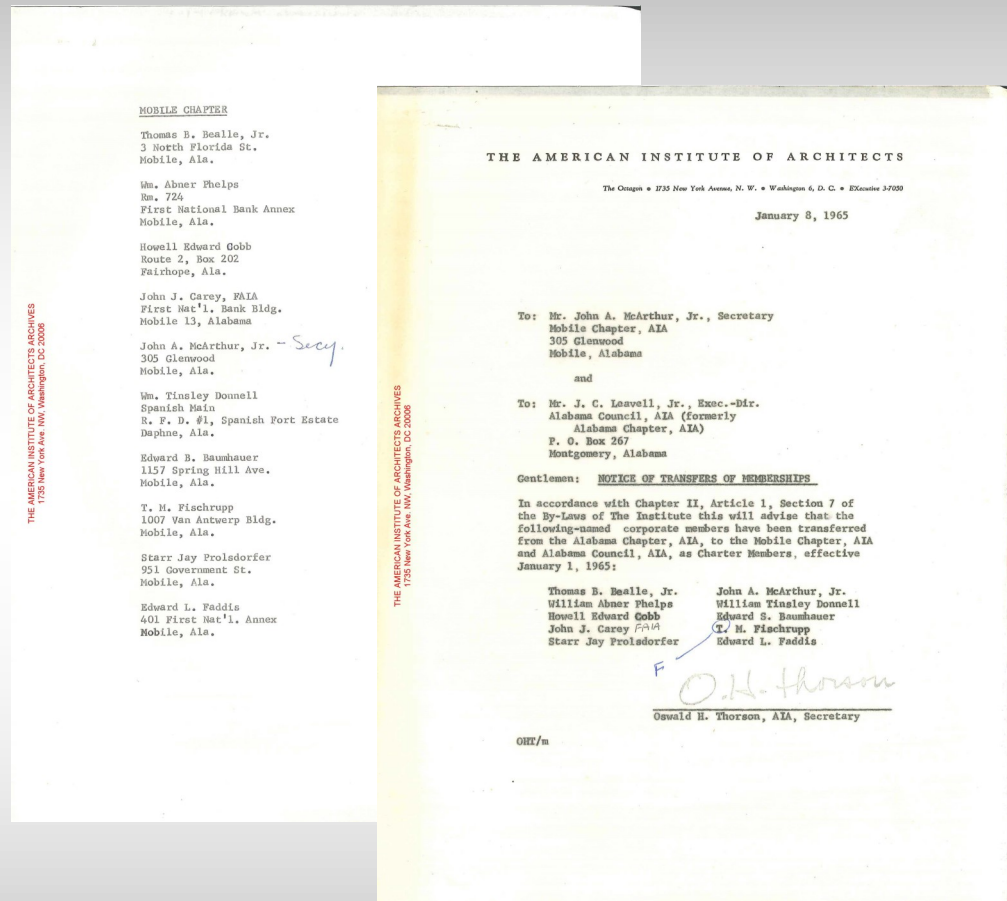 MOBILE CHAPTER
Thomas B. Bealle, Jr.
3 North Florida St.
Mobile, Ala.
Wm. Abner Phelps
Rm. 724
First National Bank Annex
Mobile, Ala.
Howell Edward Cobb
Route 2, Box 202
Fairhope, Ala.
John J. Carey, FAIA
First Nat'l. Bank Bldg.
Mobile 13, Alabama
John A. McArthur, Jr. - Secy.
305 Glenwood
Mobile, Ala.
Wm. Tinsley Donnell
Spanish Main
R. F. D. #1, Spanish Fort Estate
Daphne, Ala.
Edward B. Baumhauer
1157 Spring Hill Ave.
Mobile, Ala.
T. M. Fischrupp
1007 Van Antwerp Bldg.
Mobile, Ala.
Starr Jay Prolsdorfer
951 Government St.
Mobile, Ala.
Edward L. Faddis
401 First Nat'l. Annex
Mobile, Ala.
THE AMERICAN INSTITUTE OF ARCHITECTS ARCHIVES
1735 New York Ave. NW, Washington, DC 20006
THE AMERICAN INSTITUTE OF ARCHITECTS
The Octagon • 1735 New York Avenue, N. W. • Washington 6, D. C. • EXecutive 3-7050
January 8, 1965
To: Mr. John A. McArthur, Jr., Secretary
Mobile Chapter, AIA
305 Glenwood
Mobile, Alabama
and
To: Mr. J. C. Leavell, Jr., Exec.-Dir.
Alabama Council, AIA (formerly
Alabama Chapter, AIA)
P. O. Box 267
Montgomery, Alabama
Gentlemen: NOTICE OF TRANSFERS OF MEMBERSHIPS
In accordance with Chapter II, Article 1, Section 7 of
the By-Laws of The Institute this will advise that the
following-named corporate members have been transferred
from the Alabama Chapter, AIA, to the Mobile Chapter, AIA
and Alabama Council, AIA, as Charter Members, effective
January 1, 1965:
Thomas B. Bealle, Jr. John A. McArthur, Jr.
William Abner Phelps William Tinsley Donnell
Howell Edward Cobb Edward S. Baumhauer
John J. Carey FAIA T. M. Fischrupp
Starr Jay Prolsdorfer Edward L. Faddis
F
O.H. Thorson
Oswald H. Thorson, AIA, Secretary
OHT/m
THE AMERICAN INSTITUTE OF ARCHITECTS ARCHIVES
1735 New York Ave. NW, Washington, DC 20006